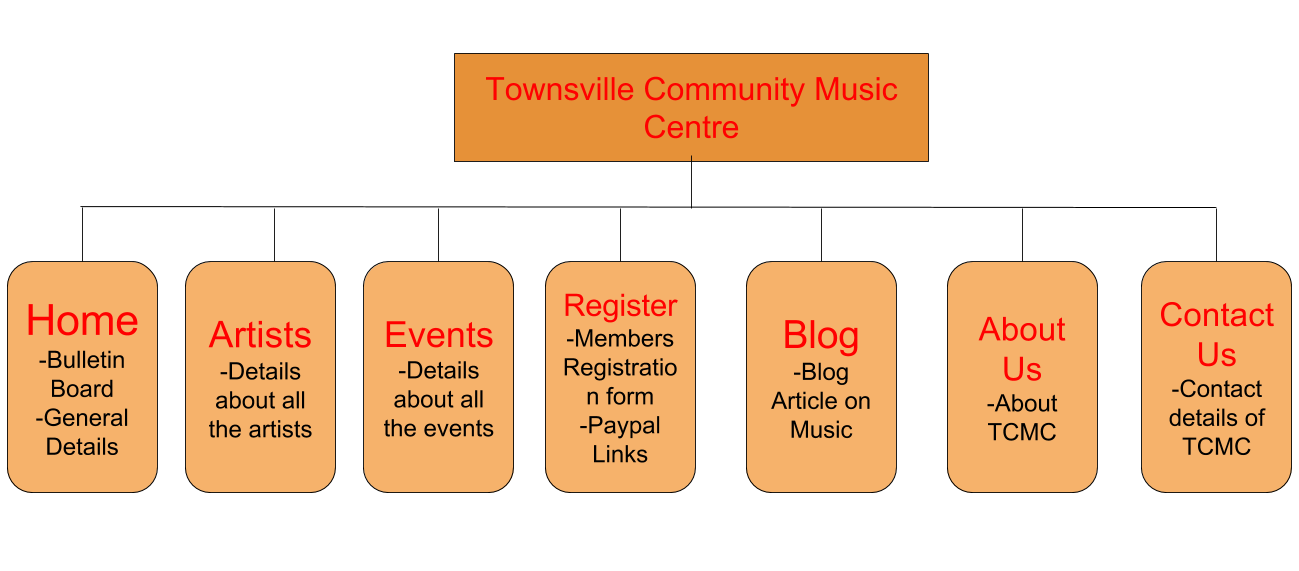 Townsville Community Music
Centre
Home
-Bulletin
Board
-General
Details
Artists
-Details
about all
the artists
Events
-Details
about all
the events
Register
-Members
Registratio
n form
-Paypal
Links
Blog
-Blog
Article on
Music
About
Us
-About
TCMC
Contact
Us
-Contact
details of
TCMC